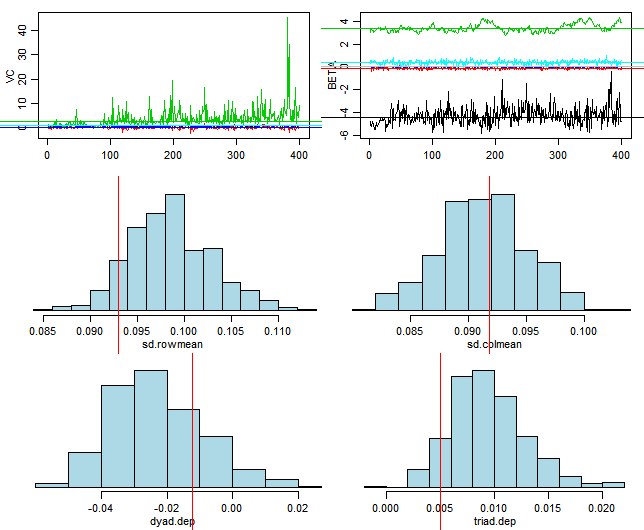 VC
0 10 20 30 40
0 100 200 300 400
BETA
-6 -4 -2 0 2 4
0 100 200 300 400
0.085 0.090 0.095 0.100 0.105 0.110
sd.rowmean
0.085 0.090 0.095 0.100
sd.colmean
-0.04 -0.02 0.00 0.02
dyad.dep
0.000 0.005 0.010 0.015 0.020
triad.dep